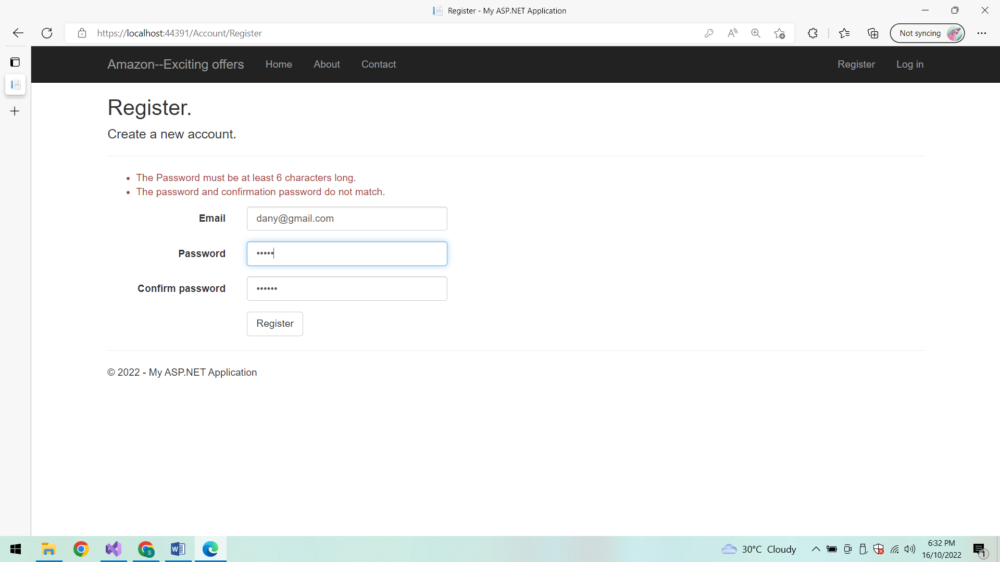 Register - My ASP.NET Application
https://localhost:44391/Account/Register
Not syncing
Amazon--Exciting offers Home About Contact Register Log in
Register.
Create a new account.
The Password must be at least 6 characters long.
The password and confirmation password do not match.
Email dany@gmail.com
Password •••••
Confirm password ••••••
Register
© 2022 - My ASP.NET Application
30°C Cloudy
6:32 PM
16/10/2022
1